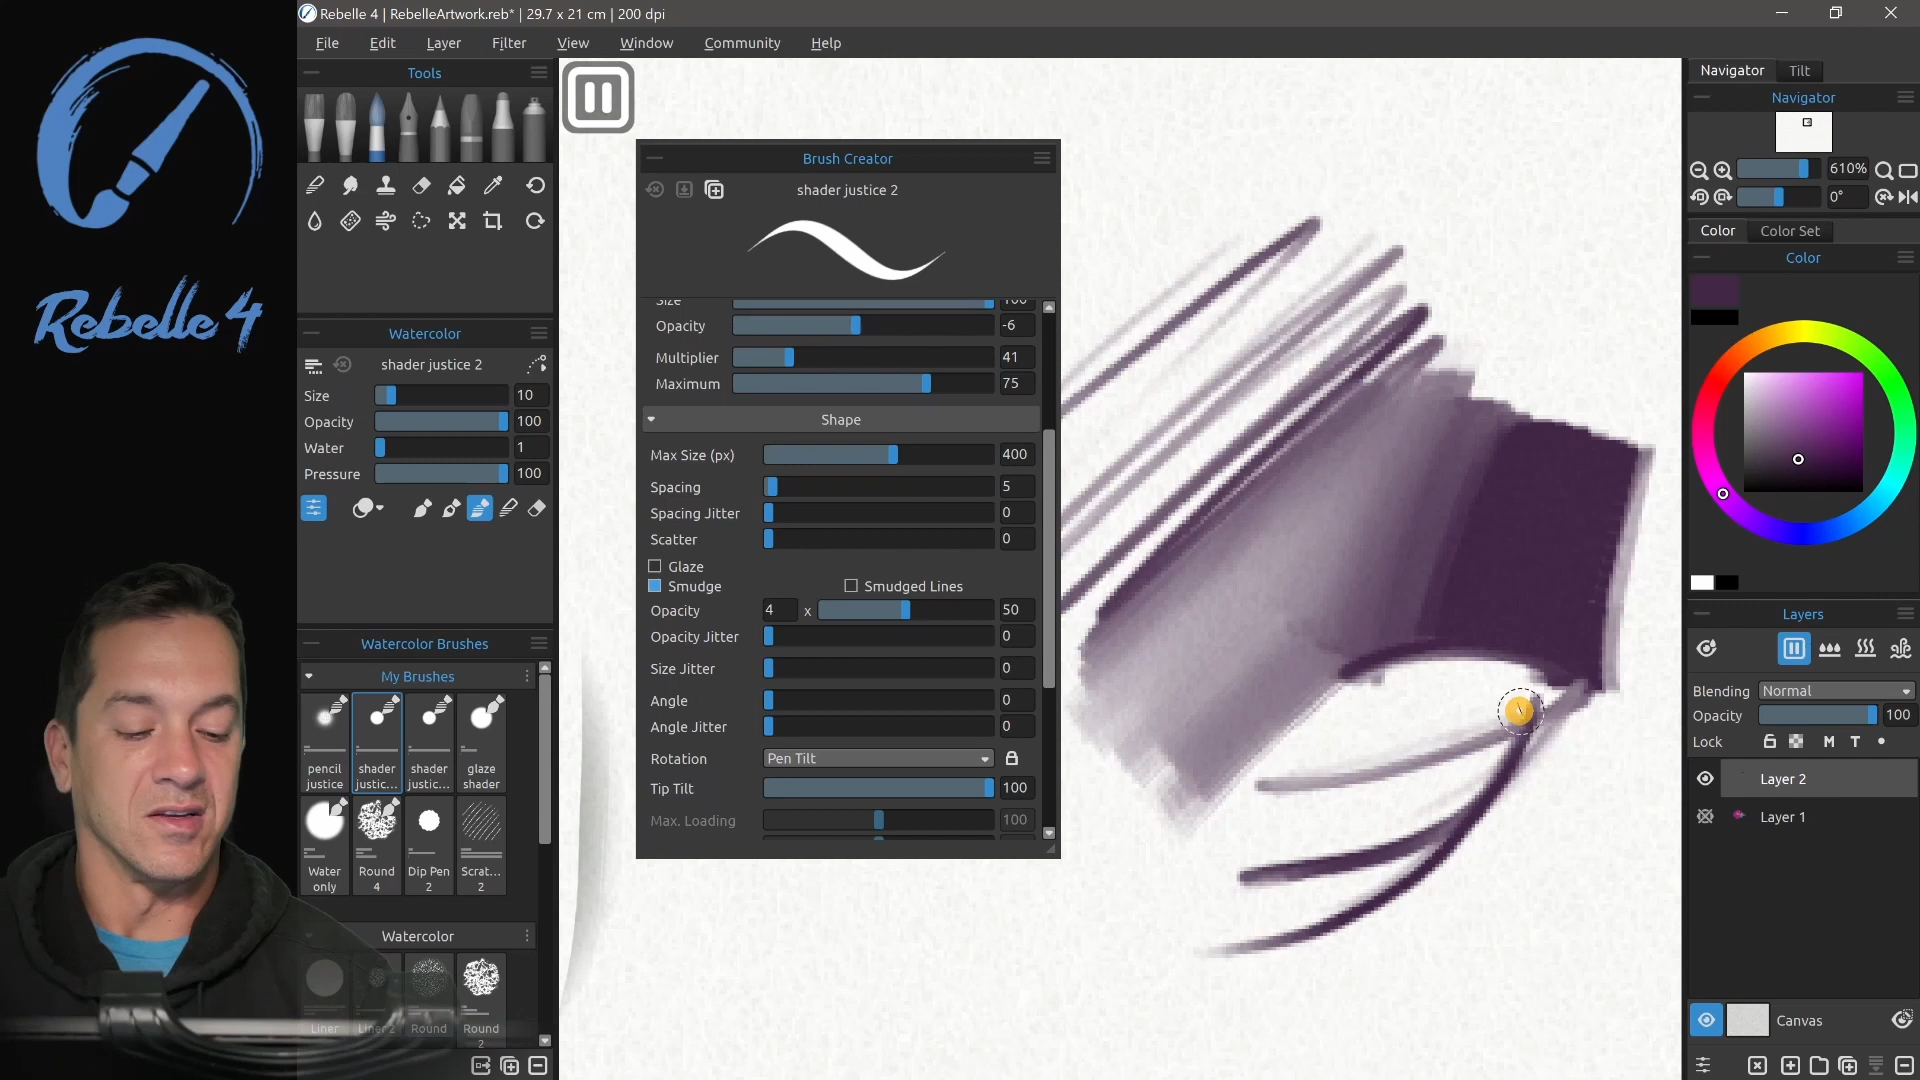 Rebelle 4 | RebelleArtwork.reb* | 29.7 x 21 cm | 200 dpi
File Edit Layer Filter View Window Community Help
Rebelle 4
Tools
Watercolor
shader justice 2
Size 10
Opacity 100
Water 1
Pressure 100
Watercolor Brushes
My Brushes
pencil justice
shader justic...
shader justic...
glaze shader
Water only
Round 4
Dip Pen 2
Scrat... 2
Watercolor
Liner
Liner 2
Round
Round 2
Brush Creator
shader justice 2
Size 100
Opacity -6
Multiplier 41
Maximum 75
Shape
Max Size (px) 400
Spacing 5
Spacing Jitter 0
Scatter 0
Glaze
Smudge Smudged Lines
Opacity 4 x 50
Opacity Jitter 0
Size Jitter 0
Angle 0
Angle Jitter 0
Rotation Pen Tilt
Tip Tilt 100
Max. Loading 100
Navigator Tilt
Navigator
610%
0°
Color Color Set
Color
Layers
Blending Normal
Opacity 100
Lock M T
Layer 2
Layer 1
Canvas